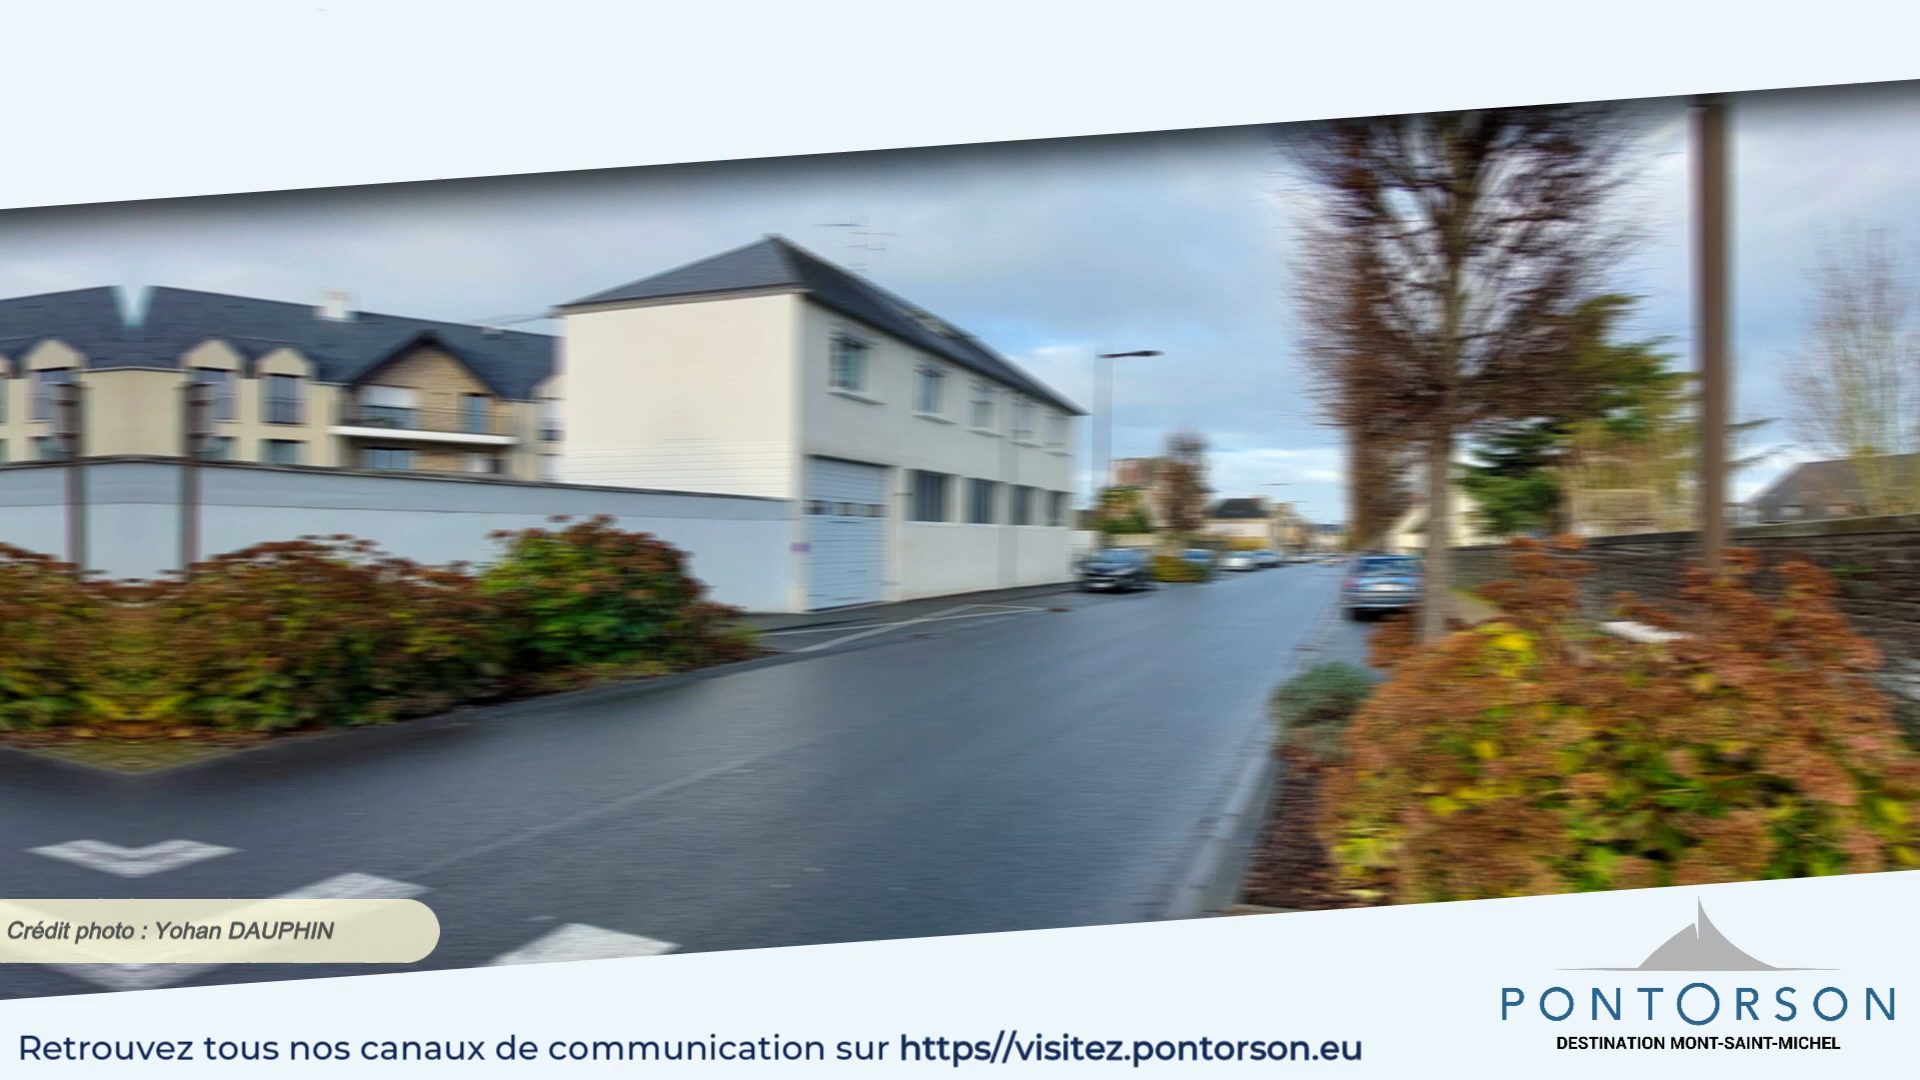 Crédit photo : Yohan DAUPHIN
Retrouvez tous nos canaux de communication sur https//visitez.pontorson.eu
PONTORSON
DESTINATION MONT-SAINT-MICHEL